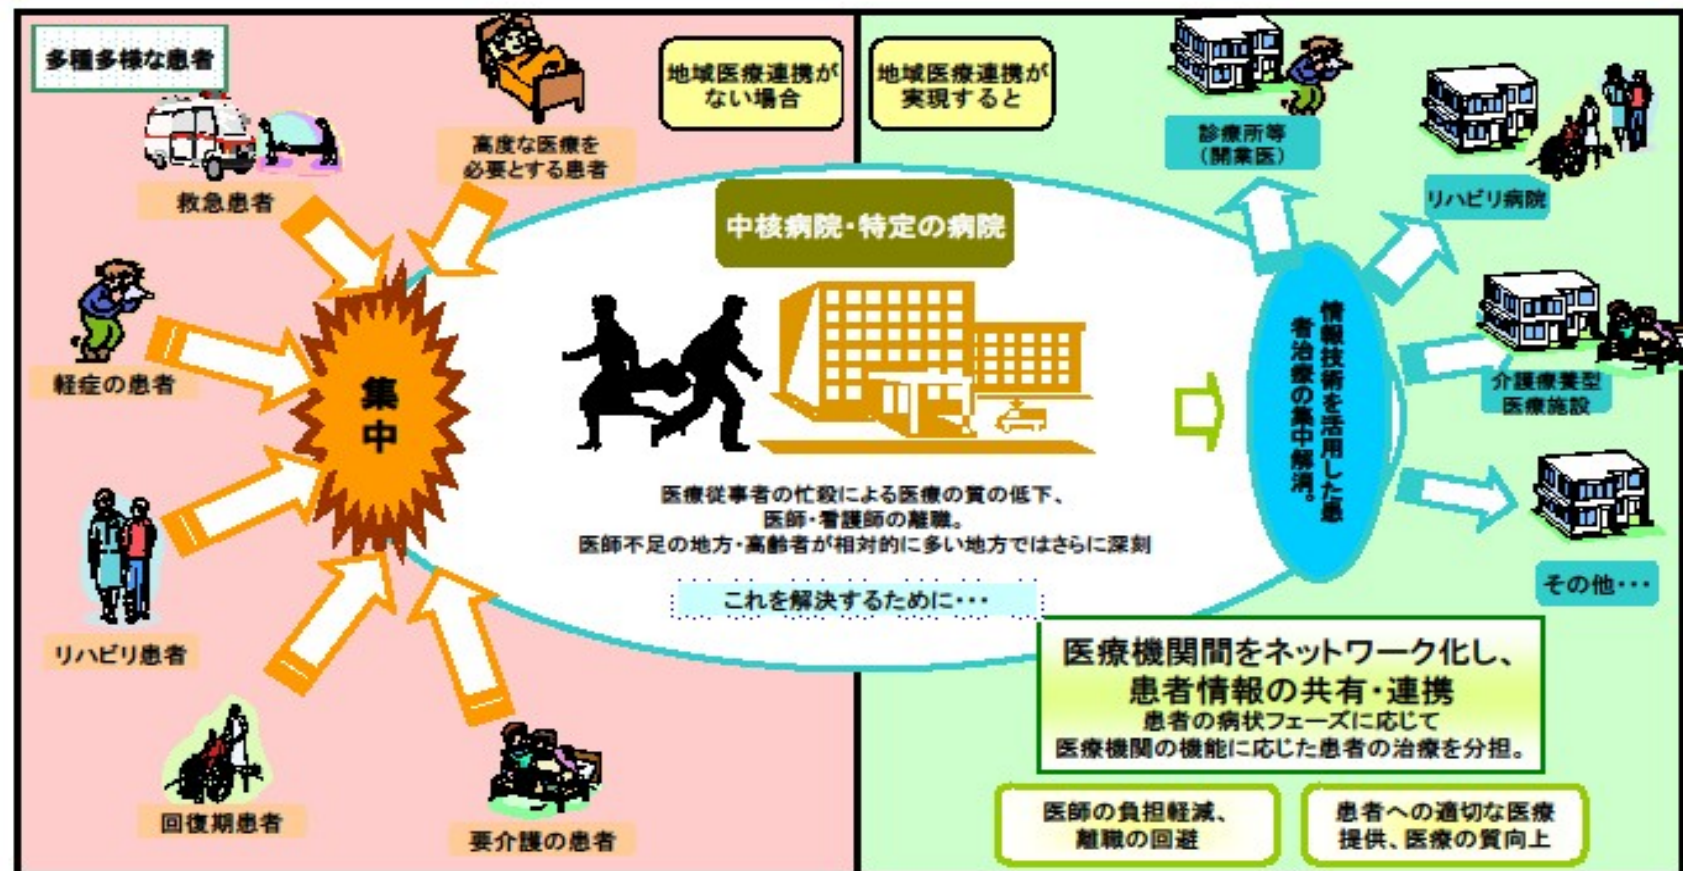 多種多様な患者
救急患者
高度な医療を
必要とする患者
地域医療連携が
ない場合
軽症の患者
集中
リハビリ患者
回復期患者
要介護の患者
中核病院・特定の病院
医療従事者の忙殺による医療の質の低下、
医師・看護師の離職。
医師不足の地方・高齢者が相対的に多い地方ではさらに深刻
これを解決するために・・・
地域医療連携が
実現すると
診療所等
(開業医)
リハビリ病院
情報技術を活用した患
者治療の集中解消。
介護療養型
医療施設
その他・・・
医療機関間をネットワーク化し、
患者情報の共有・連携
患者の病状フェーズに応じて
医療機関の機能に応じた患者の治療を分担。
医師の負担軽減、
離職の回避
患者への適切な医療
提供、医療の質向上